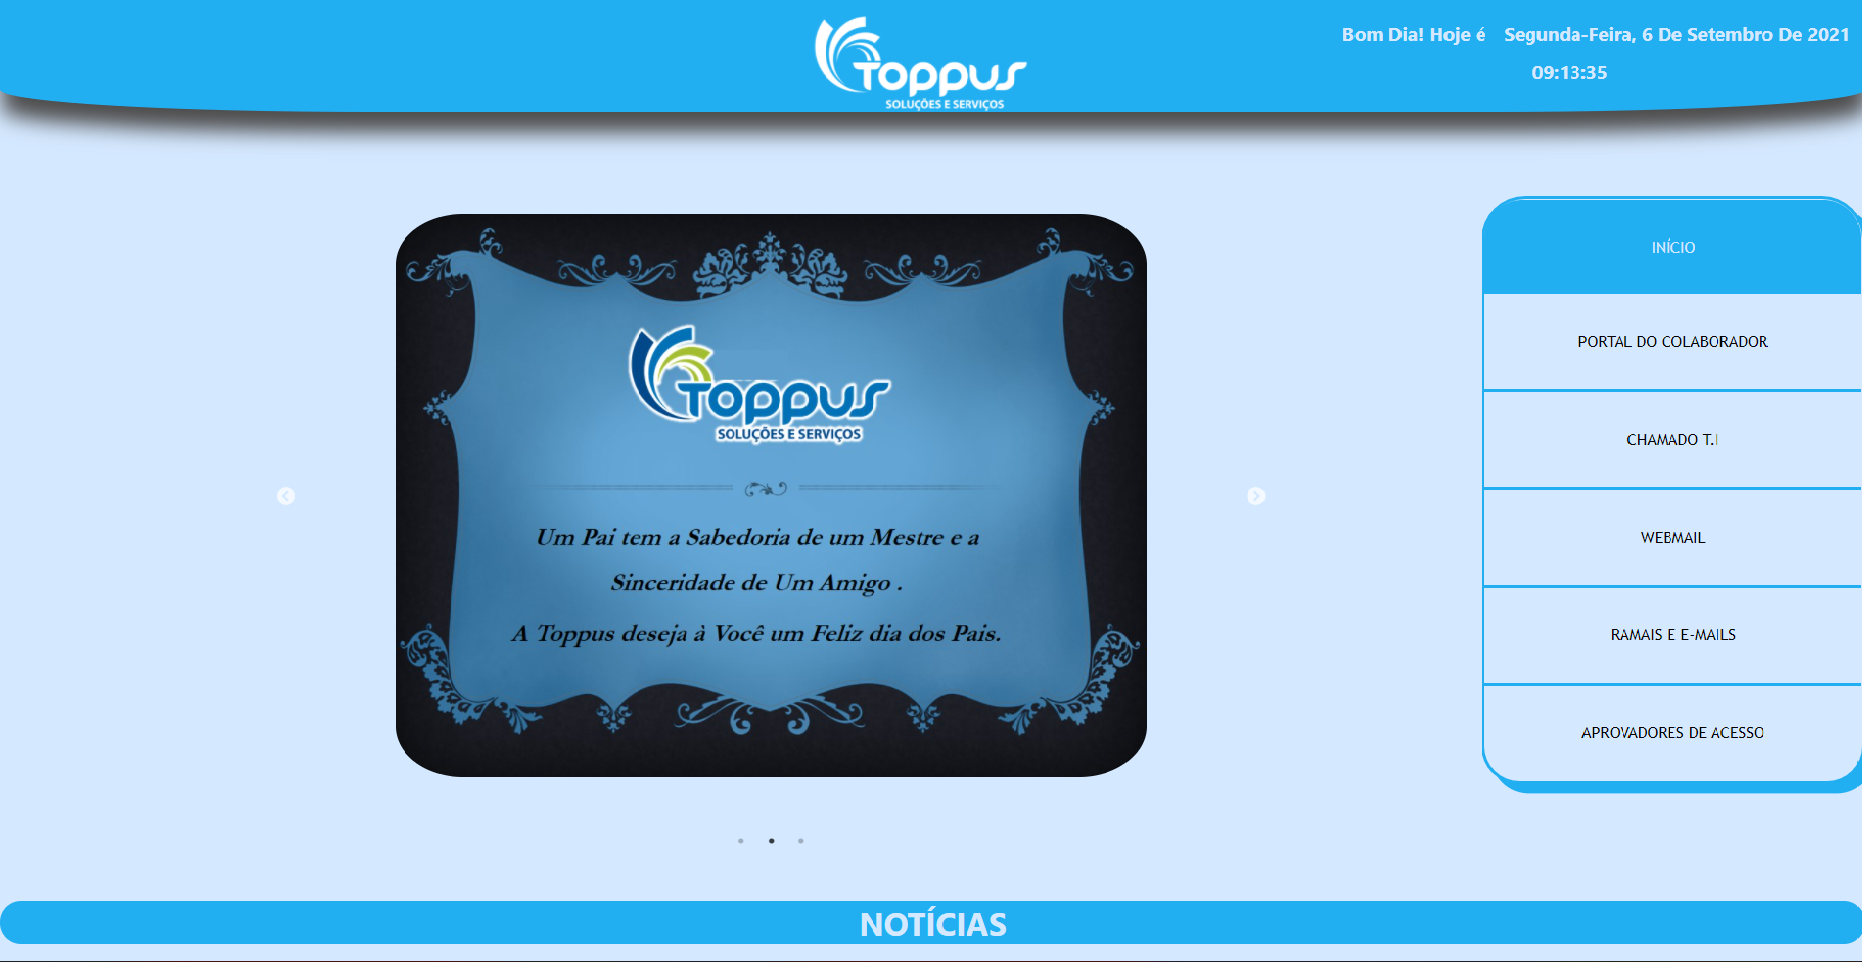 Toppus
SOLUÇÕES E SERVIÇOS
Bom Dia! Hoje é Segunda-Feira, 6 De Setembro De 2021
09:13:35
INÍCIO
PORTAL DO COLABORADOR
CHAMADO T.I
WEBMAIL
RAMAIS E E-MAILS
APROVADORES DE ACESSO
Toppus
SOLUÇÕES E SERVIÇOS
Um Pai tem a Sabedoria de um Mestre e a
Sinceridade de Um Amigo .
A Toppus deseja à Você um Feliz dia dos Pais.
NOTÍCIAS